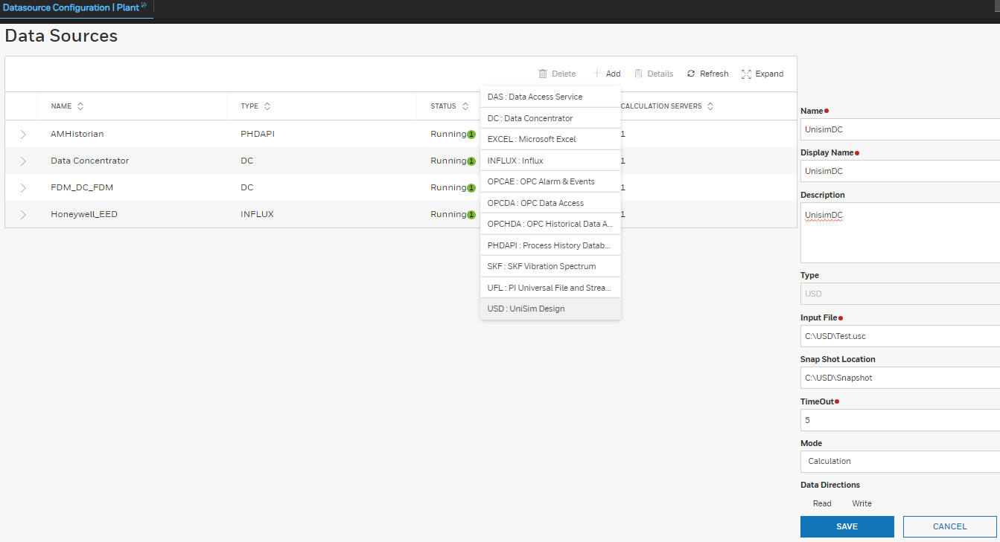 Datasource Configuration | Plant
Data Sources
Delete Add Details Refresh Expand
NAME TYPE STATUS CALCULATION SERVERS
AMHistorian PHDAPI Running 1 1
Data Concentrator DC Running 1 1
FDM_DC_FDM DC Running 1 1
Honeywell_EED INFLUX Running 1 1
DAS : Data Access Service
DC : Data Concentrator
EXCEL : Microsoft Excel
INFLUX : Influx
OPCAE : OPC Alarm & Events
OPCDA : OPC Data Access
OPCHDA : OPC Historical Data A...
PHDAPI : Process History Datab...
SKF : SKF Vibration Spectrum
UFL : PI Universal File and Strea...
USD : UniSim Design
Name
UnisimDC
Display Name
UnisimDC
Description
UnisimDC
Type
USD
Input File
C:\USD\Test.usc
Snap Shot Location
C:\USD\Snapshot
TimeOut
5
Mode
Calculation
Data Directions
Read Write
SAVE CANCEL